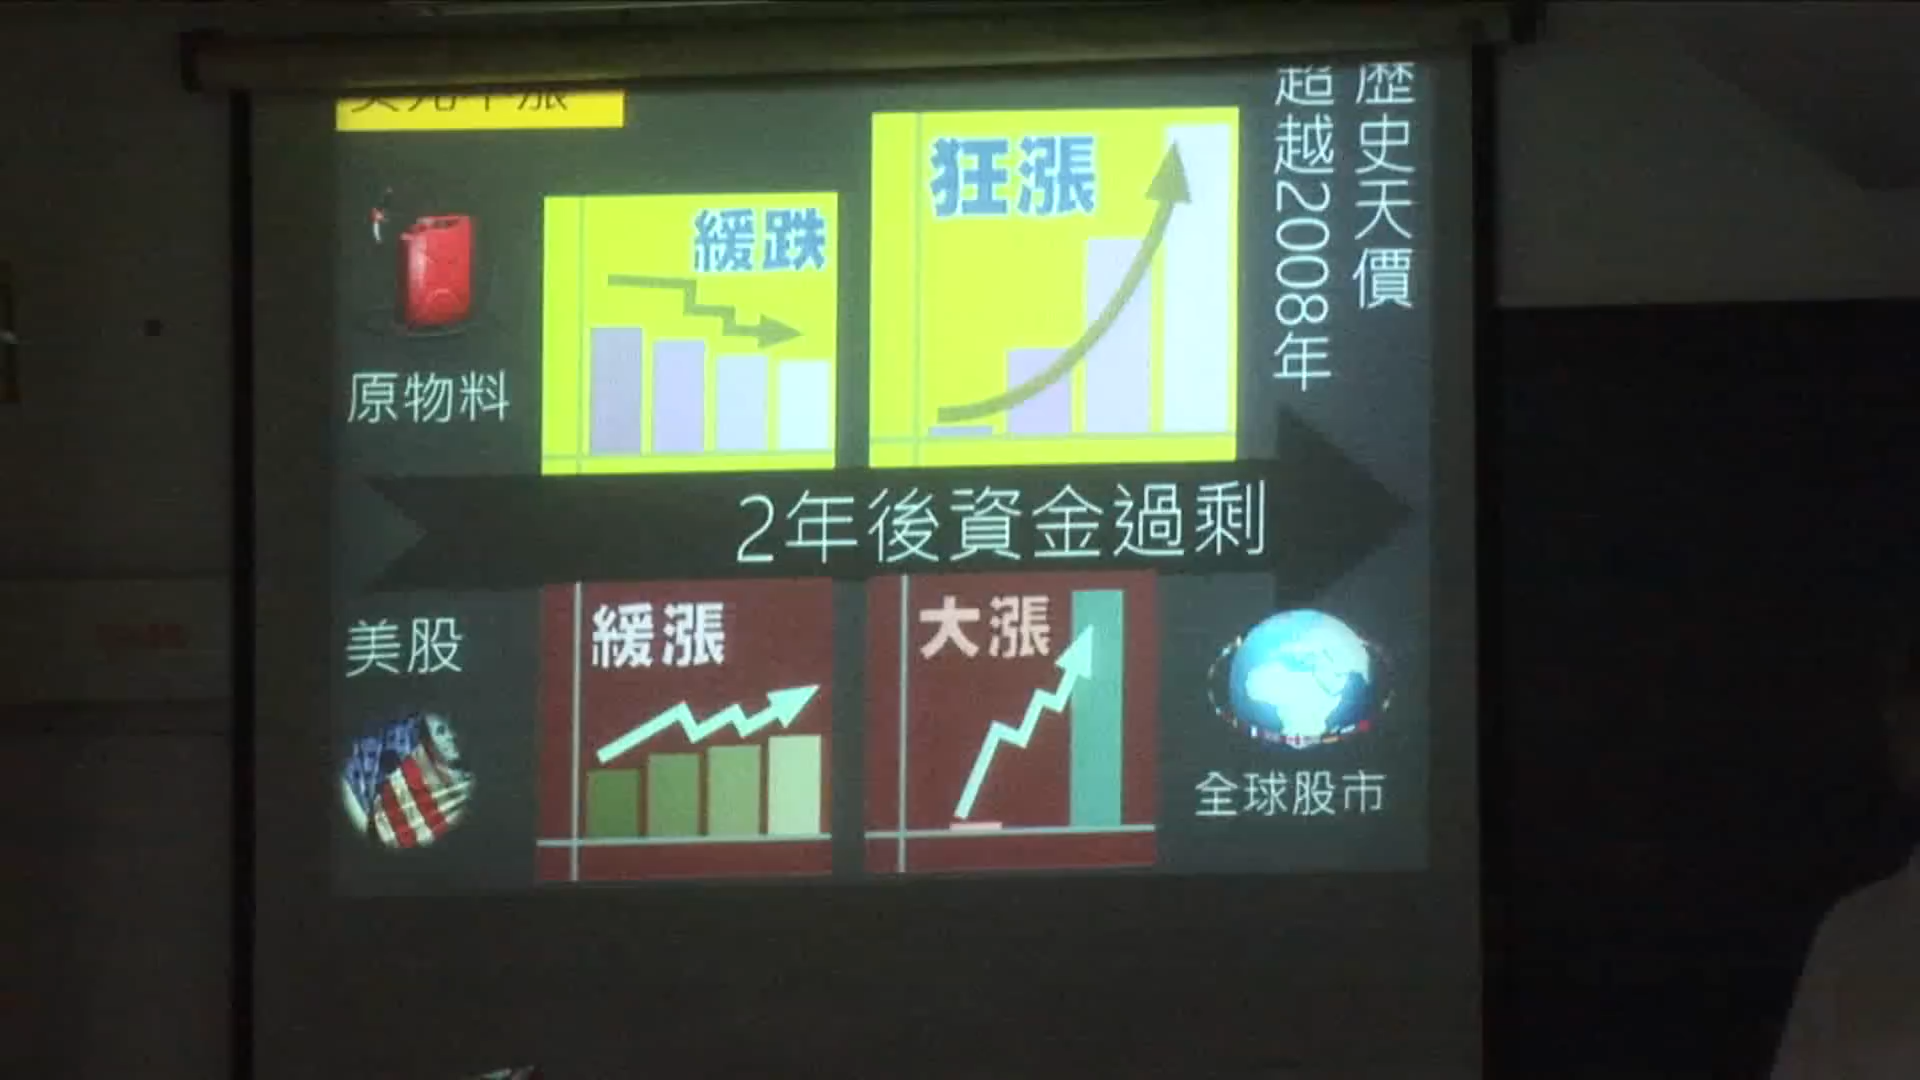 緩跌
狂漲
歷史天價
超越2008年
原物料
2年後資金過剩
美股
緩漲
大漲
全球股市